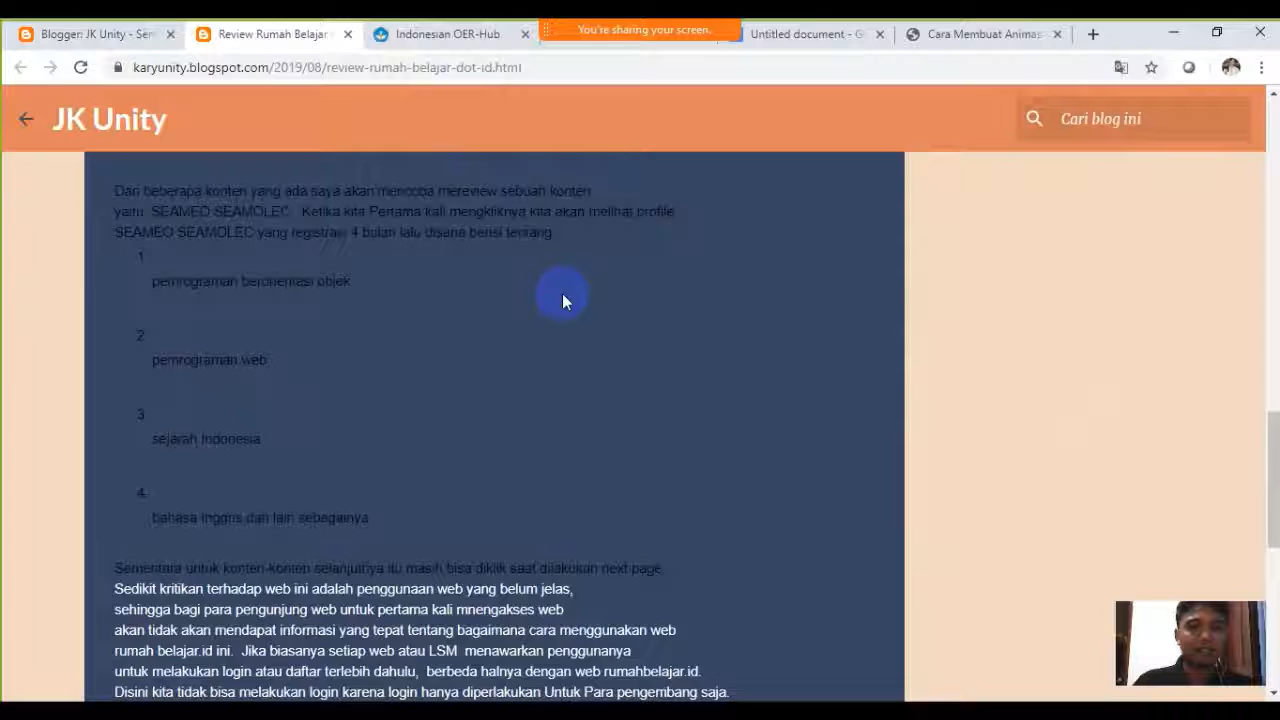 Blogger: JK Unity - Sem
Review Rumah Belajar
Indonesian OER-Hub
You're sharing your screen.
Untitled document - G
Cara Membuat Animas
karyunity.blogspot.com/2019/08/review-rumah-belajar-dot-id.html
JK Unity
Cari blog ini
Dari beberapa konten yang ada saya akan mencoba mereview sebuah konten
yaitu SEAMEO SEAMOLEC. Ketika kita Pertama kali mengkliknya kita akan melihat profile
SEAMEO SEAMOLEC yang registrasi 4 bulan lalu disana berisi tentang
1
pemrograman berorientasi objek
2
pemrograman web
3
sejarah Indonesia
4.
bahasa Inggris dan lain sebagainya
Sementara untuk konten-konten selanjutnya itu masih bisa diklik saat dilakukan next page.
Sedikit kritikan terhadap web ini adalah penggunaan web yang belum jelas,
sehingga bagi para pengunjung web untuk pertama kali mnengakses web
akan tidak akan mendapat informasi yang tepat tentang bagaimana cara menggunakan web
rumah belajar.id ini. Jika biasanya setiap web atau LSM menawarkan penggunanya
untuk melakukan login atau daftar terlebih dahulu, berbeda halnya dengan web rumahbelajar.id.
Disini kita tidak bisa melakukan login karena login hanya diperlakukan Untuk Para pengembang saja.